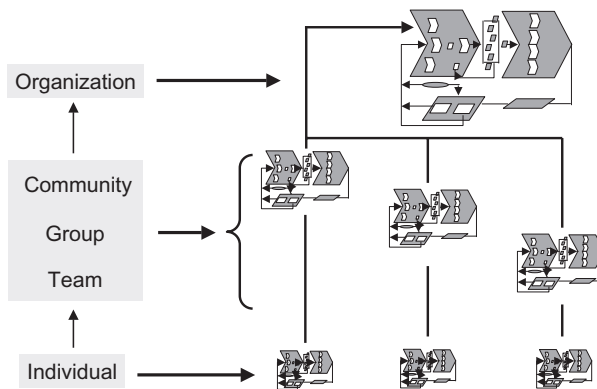 Organization
Community
Group
Team
Individual